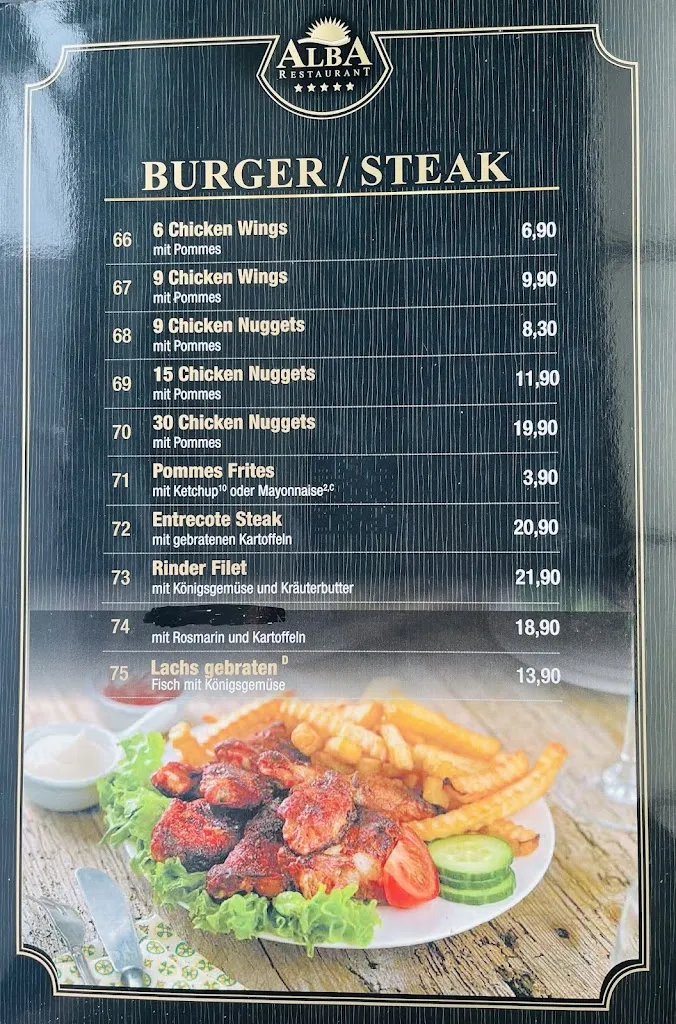 ALBA
RESTAURANT
BURGER / STEAK
66 6 Chicken Wings 6,90
mit Pommes
67 9 Chicken Wings 9,90
mit Pommes
68 9 Chicken Nuggets 8,30
mit Pommes
69 15 Chicken Nuggets 11,90
mit Pommes
70 30 Chicken Nuggets 19,90
mit Pommes
71 Pommes Frites 3,90
mit Ketchup¹⁰ oder Mayonnaise²,ᶜ
72 Entrecote Steak 20,90
mit gebratenen Kartoffeln
73 Rinder Filet 21,90
mit Königsgemüse und Kräuterbutter
74 18,90
mit Rosmarin und Kartoffeln
75 Lachs gebraten ᴰ 13,90
Fisch mit Königsgemüse